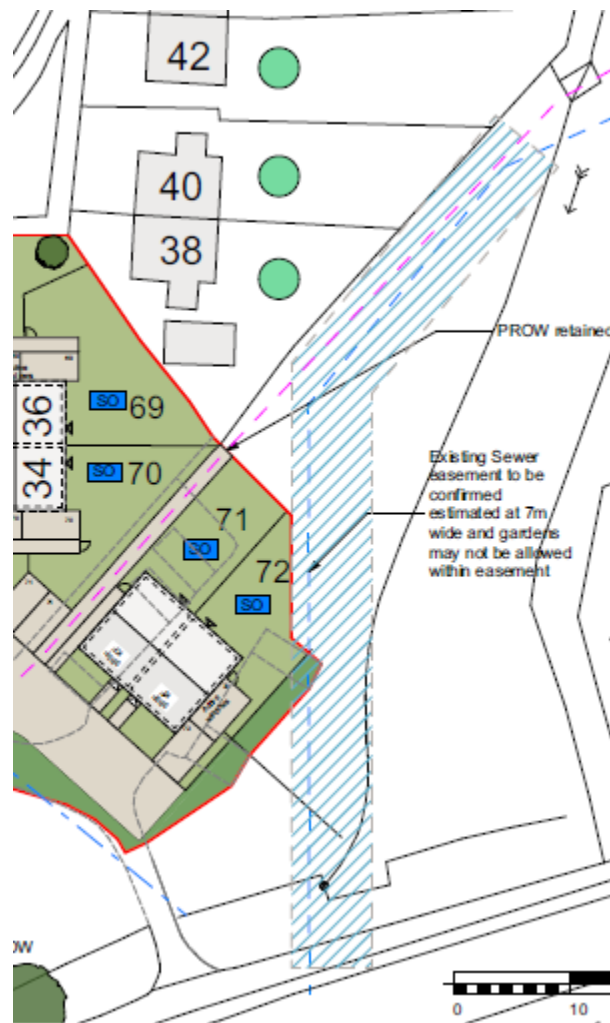 42
40
38
PROW retained
36
SO
69
34
SO
70
71
SO
72
SO
Existing Sewer
easement to be
confirmed
estimated at 7m
wide and gardens
may not be allowed
within easement
OW
0
10